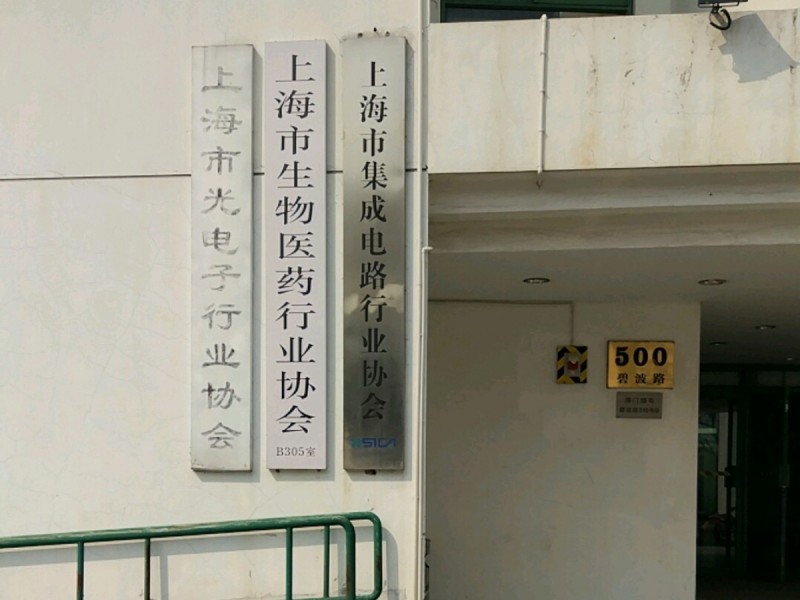 上海市光电子行业协会
上海市生物医药行业协会
B305室
上海市集成电路行业协会
SICA
500
碧波路